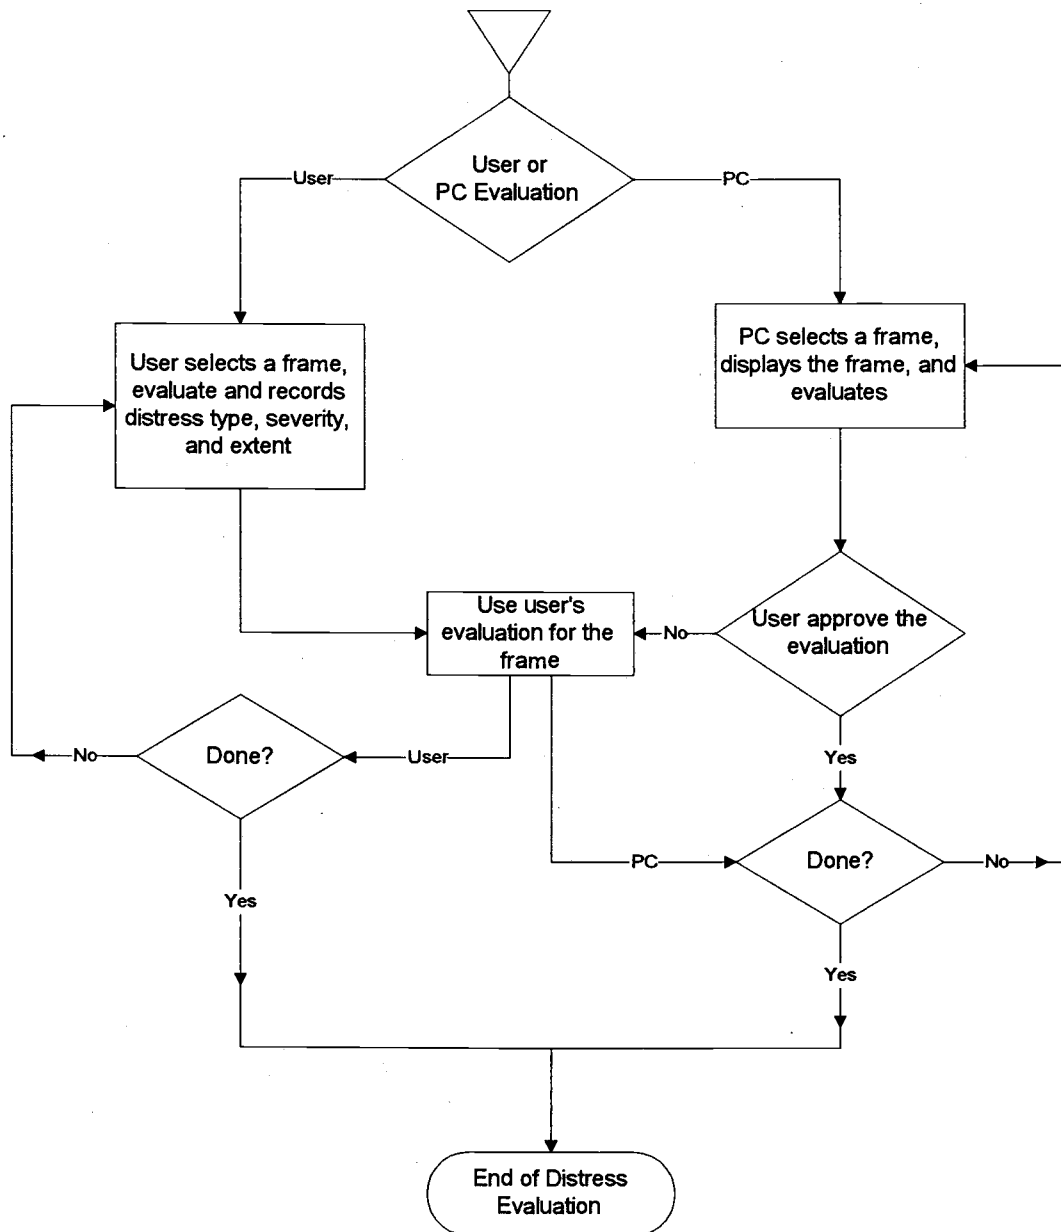 User or
PC Evaluation
User
PC
User selects a frame,
evaluate and records
distress type, severity,
and extent
PC selects a frame,
displays the frame, and
evaluates
Use user's
evaluation for the
frame
No
User approve the
evaluation
No
Done?
User
Yes
PC
Done?
No
Yes
Yes
End of Distress
Evaluation